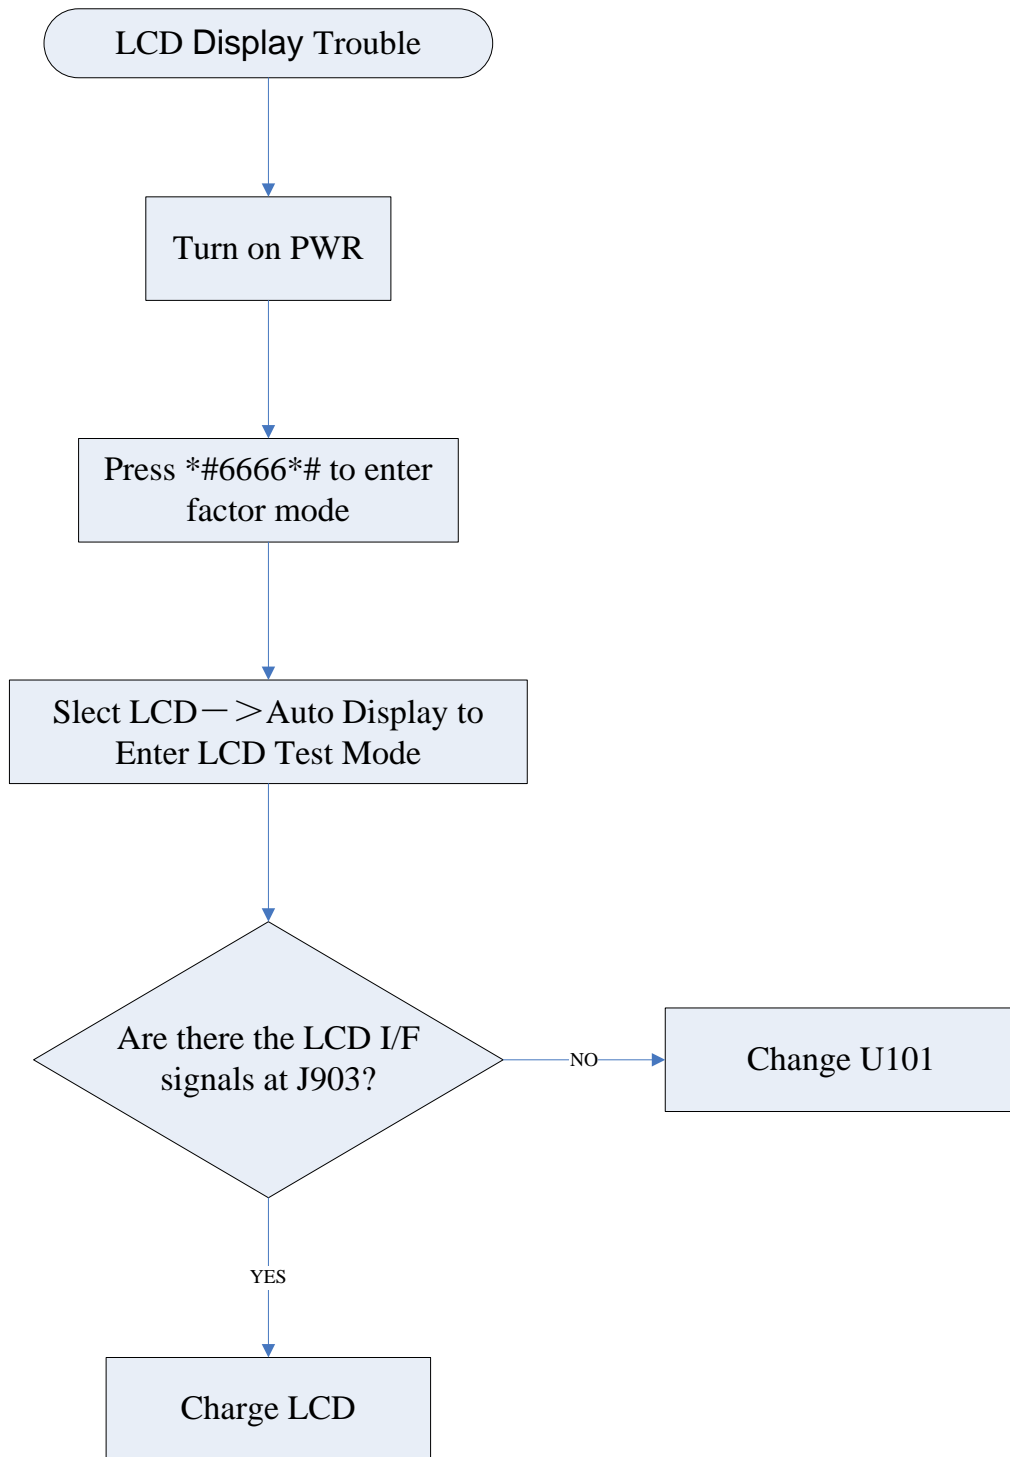 LCD Display Trouble
Turn on PWR
Press *#6666*# to enter
factor mode
Slect LCD－＞Auto Display to
Enter LCD Test Mode
Are there the LCD I/F
signals at J903?
NO
Change U101
YES
Charge LCD